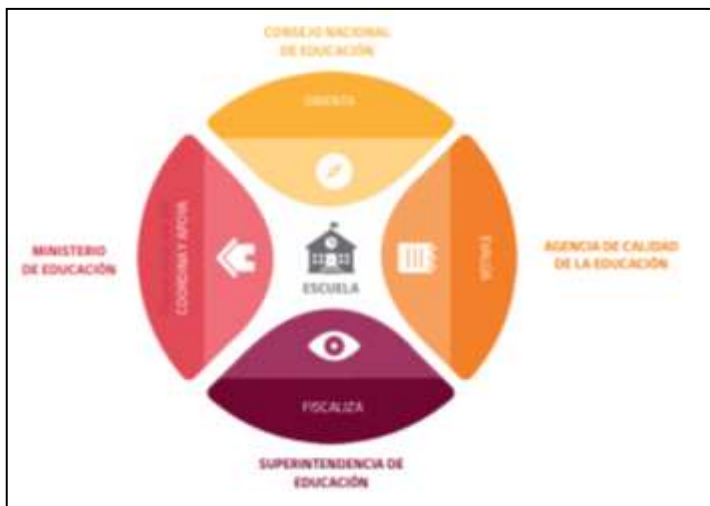 CONSEJO NACIONAL
DE EDUCACIÓN
ORIENTA
MINISTERIO
DE EDUCACIÓN
COORDINA Y APOYA
ESCUELA
EVALÚA
AGENCIA DE CALIDAD
DE LA EDUCACIÓN
FISCALIZA
SUPERINTENDENCIA DE
EDUCACIÓN